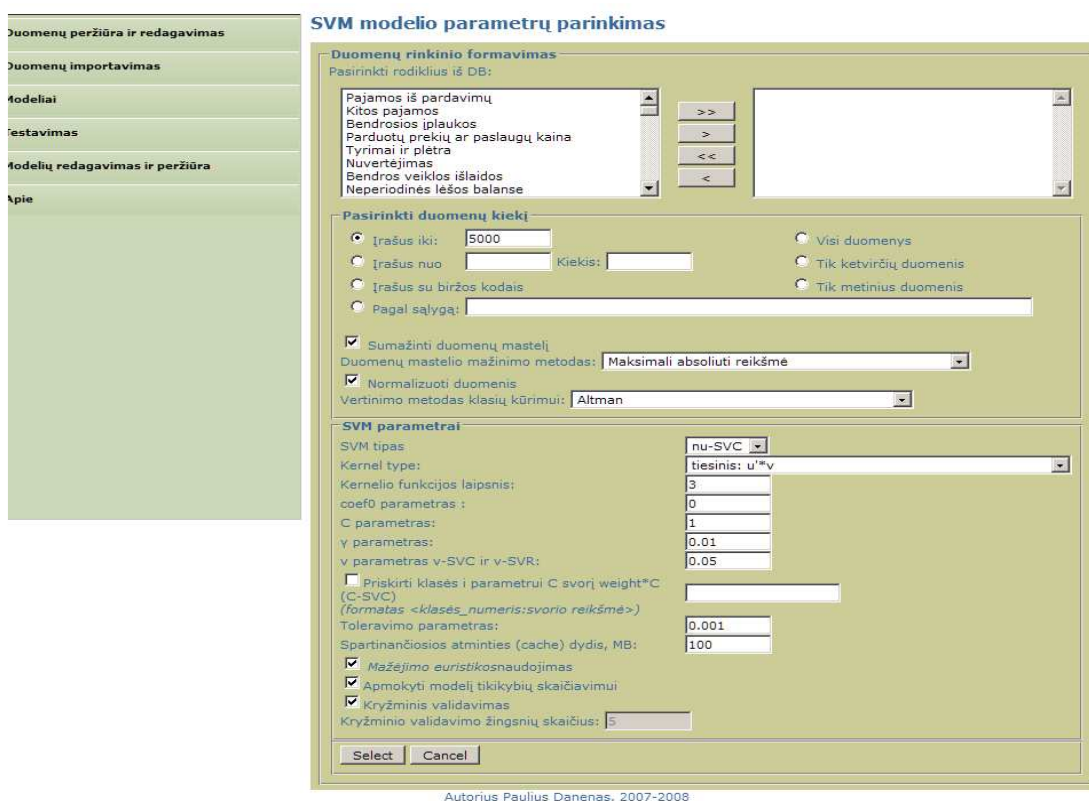 Duomenų peržiūra ir redagavimas
Duomenų importavimas
Modeliai
Testavimas
Modelių redagavimas ir peržiūra
Apie
SVM modelio parametrų parinkimas
Duomenų rinkinio formavimas
Pasirinkti rodiklius iš DB:
Pajamos iš pardavimų
Kitos pajamos
Bendrosios įplaukos
Parduotų prekių ar paslaugų kaina
Tyrimai ir plėtra
Nuvertėjimas
Bendros veiklos išlaidos
Neperiodinės lėšos balanse
>>
>
<<
<
Pasirinkti duomenų kiekį
Įrašus iki: 5000 Visi duomenys
Įrašus nuo Kiekis: Tik ketvirčių duomenis
Įrašus su biržos kodais Tik metinius duomenis
Pagal sąlygą:
Sumažinti duomenų mastelį
Duomenų mastelio mažinimo metodas: Maksimali absoliuti reikšmė
Normalizuoti duomenis
Vertinimo metodas klasių kūrimui: Altman
SVM parametrai
SVM tipas nu-SVC
Kernel type: tiesinis: u'*v
Kernelio funkcijos laipsnis: 3
coef0 parametras : 0
C parametras: 1
γ parametras: 0.01
ν parametras ν-SVC ir ν-SVR: 0.05
Priskirti klasės i parametrui C svorį weight*C
(C-SVC)
(formatas <klasės_numeris:svorio reikšmė>)
Toleravimo parametras: 0.001
Spartinančiosios atminties (cache) dydis, MB: 100
Mažėjimo euristikosnaudojimas
Apmokyti modelį tikikybių skaičiavimui
Kryžminis validavimas
Kryžminio validavimo žingsnių skaičius: 5
Select Cancel
Autorius Paulius Danenas, 2007-2008